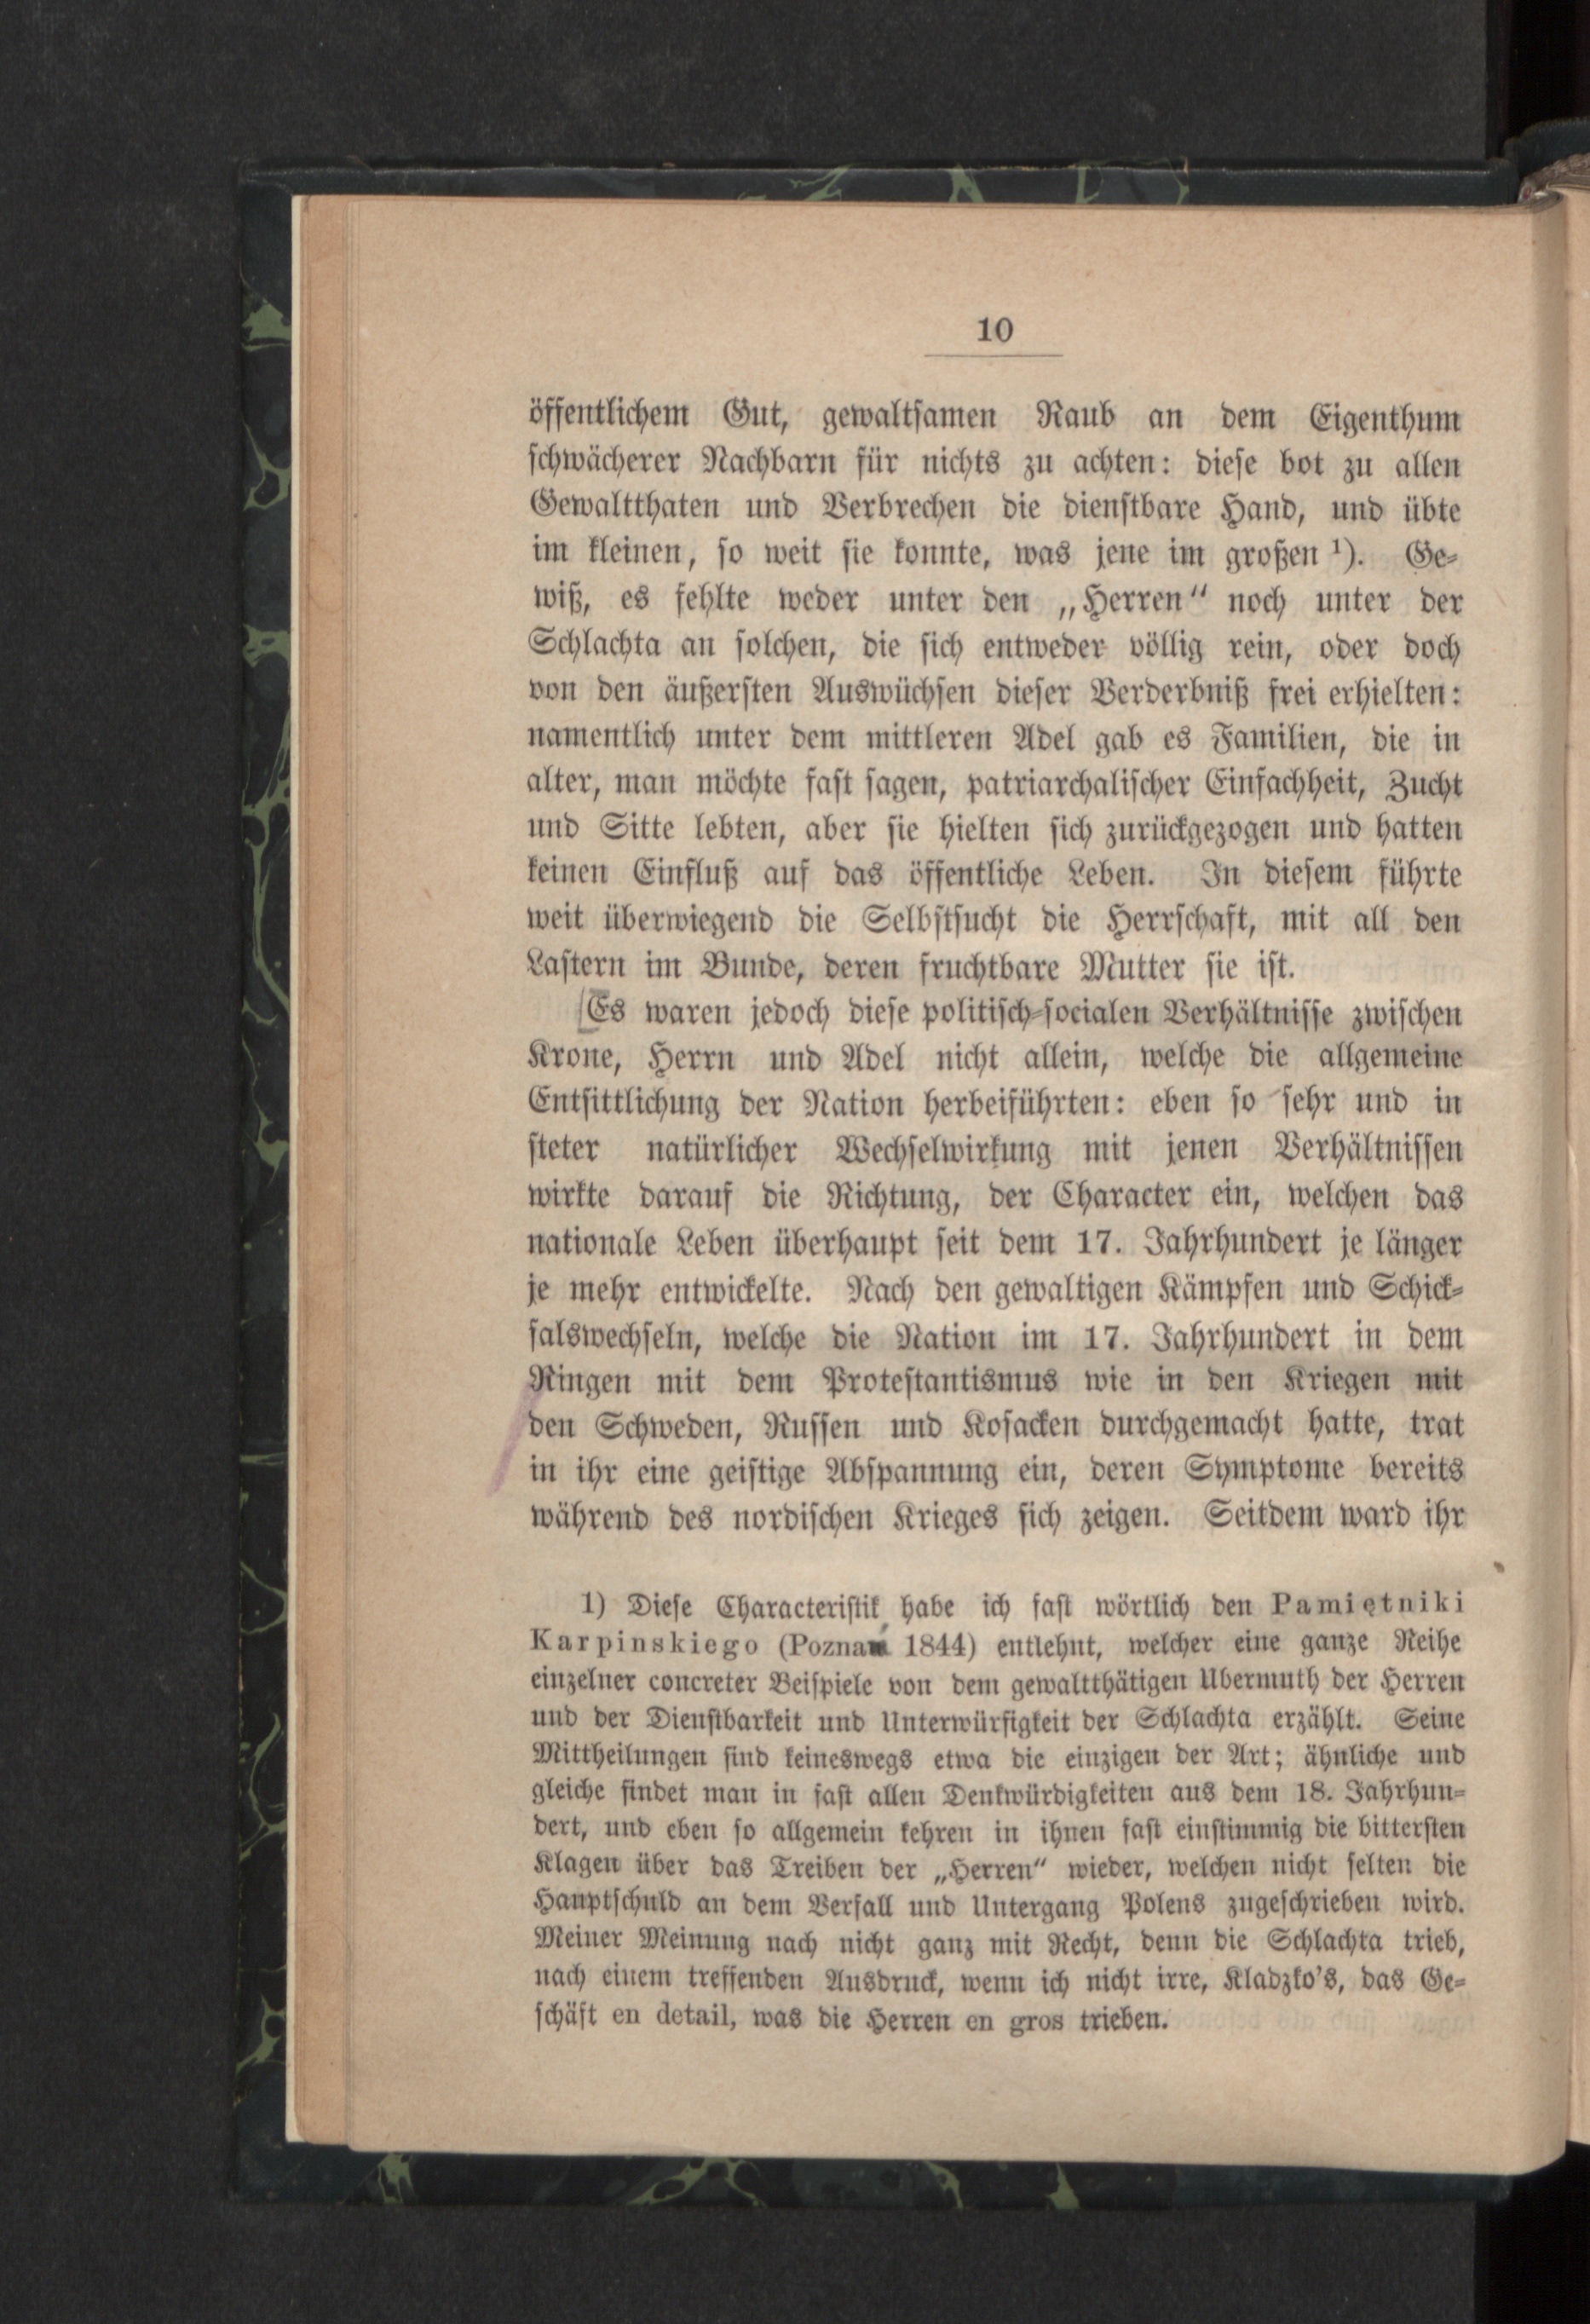 10
öffentlichem Gut, gewaltsamen Raub an dem Eigenthum
schwächerer Nachbarn für nichts zu achten: diese bot zu allen
Gewaltthaten und Verbrechen die dienstbare Hand, und übte
im kleinen, so weit sie konnte, was jene im großen ¹). Ge-
wiß, es fehlte weder unter den „Herren" noch unter der
Schlachta an solchen, die sich entweder völlig rein, oder doch
von den äußersten Auswüchsen dieser Verderbniß frei erhielten:
namentlich unter dem mittleren Adel gab es Familien, die in
alter, man möchte fast sagen, patriarchalischer Einfachheit, Zucht
und Sitte lebten, aber sie hielten sich zurückgezogen und hatten
keinen Einfluß auf das öffentliche Leben. In diesem führte
weit überwiegend die Selbstsucht die Herrschaft, mit all den
Lastern im Bunde, deren fruchtbare Mutter sie ist.
Es waren jedoch diese politisch-socialen Verhältnisse zwischen
Krone, Herrn und Adel nicht allein, welche die allgemeine
Entsittlichung der Nation herbeiführten: eben so sehr und in
steter natürlicher Wechselwirkung mit jenen Verhältnissen
wirkte darauf die Richtung, der Character ein, welchen das
nationale Leben überhaupt seit dem 17. Jahrhundert je länger
je mehr entwickelte. Nach den gewaltigen Kämpfen und Schick-
salswechseln, welche die Nation im 17. Jahrhundert in dem
Ringen mit dem Protestantismus wie in den Kriegen mit
den Schweden, Russen und Kosacken durchgemacht hatte, trat
in ihr eine geistige Abspannung ein, deren Symptome bereits
während des nordischen Krieges sich zeigen. Seitdem ward ihr
1) Diese Characteristik habe ich fast wörtlich den Pamiętniki
Karpinskiego (Poznań 1844) entlehnt, welcher eine ganze Reihe
einzelner concreter Beispiele von dem gewaltthätigen Übermuth der Herren
und der Dienstbarkeit und Unterwürfigkeit der Schlachta erzählt. Seine
Mittheilungen sind keineswegs etwa die einzigen der Art; ähnliche und
gleiche findet man in fast allen Denkwürdigkeiten aus dem 18. Jahrhun-
dert, und eben so allgemein kehren in ihnen fast einstimmig die bittersten
Klagen über das Treiben der „Herren" wieder, welchen nicht selten die
Hauptschuld an dem Verfall und Untergang Polens zugeschrieben wird.
Meiner Meinung nach nicht ganz mit Recht, denn die Schlachta trieb,
nach einem treffenden Ausdruck, wenn ich nicht irre, Kladzko's, das Ge-
schäft en detail, was die Herren en gros trieben.